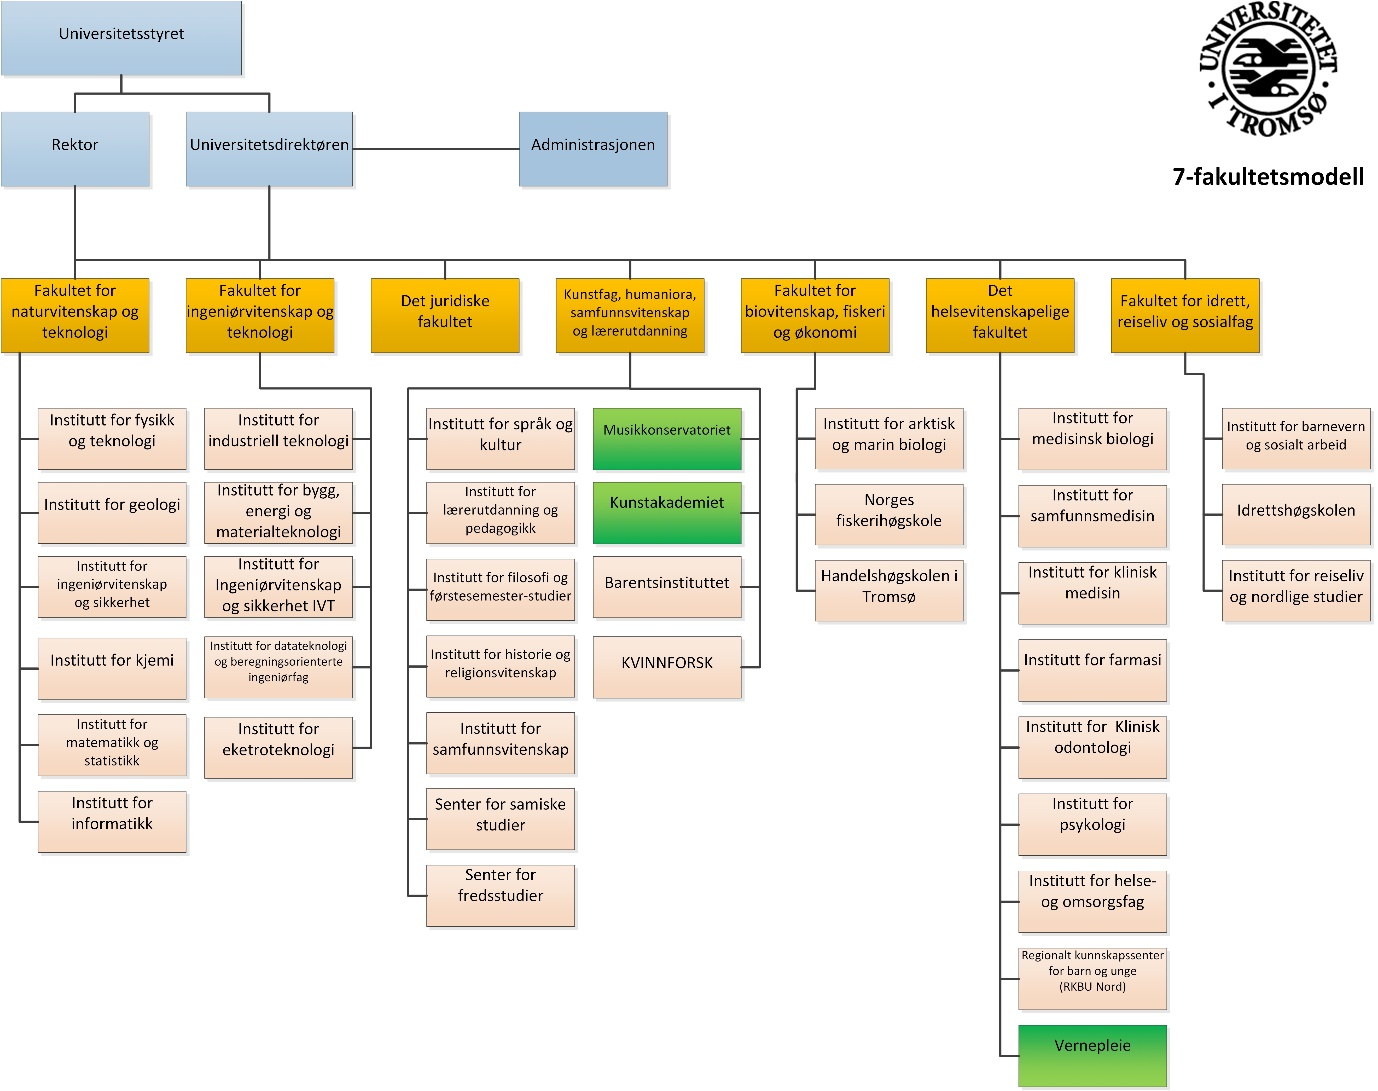 Universitetsstyret
UNIVERSITETET
I TROMSØ
Rektor
Universitetsdirektøren
Administrasjonen
7-fakultetsmodell
Fakultet for
naturvitenskap og
teknologi
Fakultet for
ingeniørvitenskap og
teknologi
Det juridiske
fakultet
Kunstfag, humaniora,
samfunnsvitenskap
og lærerutdanning
Fakultet for
biovitenskap, fiskeri
og økonomi
Det
helsevitenskapelige
fakultet
Fakultet for idrett,
reiseliv og sosialfag
Institutt for fysikk
og teknologi
Institutt for geologi
Institutt for
ingeniørvitenskap
og sikkerhet
Institutt for kjemi
Institutt for
matematikk og
statistikk
Institutt for
informatikk
Institutt for
industriell teknologi
Institutt for bygg,
energi og
materialteknologi
Institutt for
Ingeniørvitenskap
og sikkerhet IVT
Institutt for datateknologi
og beregningsorienterte
ingeniørfag
Institutt for
eketroteknologi
Institutt for språk og
kultur
Institutt for
lærerutdanning og
pedagogikk
Institutt for filosofi og
førstesemester-studier
Institutt for historie og
religionsvitenskap
Institutt for
samfunnsvitenskap
Senter for samiske
studier
Senter for
fredsstudier
Musikkonservatoriet
Kunstakademiet
Barentsinstituttet
KVINNFORSK
Institutt for arktisk
og marin biologi
Norges
fiskerihøgskole
Handelshøgskolen i
Tromsø
Institutt for
medisinsk biologi
Institutt for
samfunnsmedisin
Institutt for klinisk
medisin
Institutt for farmasi
Institutt for  Klinisk
odontologi
Institutt for
psykologi
Institutt for helse-
og omsorgsfag
Regionalt kunnskapssenter
for barn og unge
(RKBU Nord)
Vernepleie
Institutt for barnevern
og sosialt arbeid
Idrettshøgskolen
Institutt for reiseliv
og nordlige studier